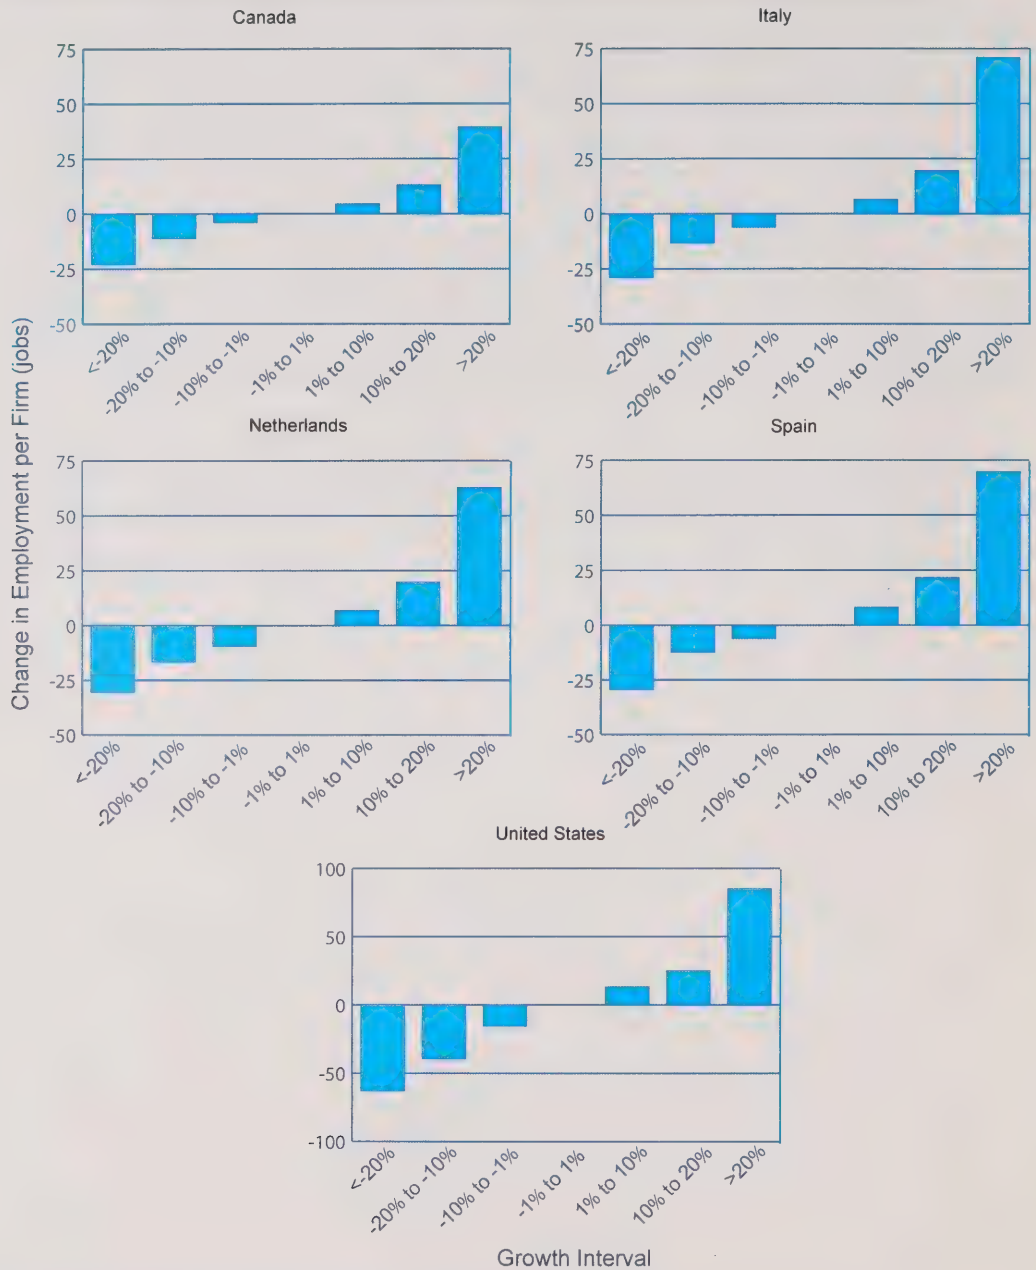 Canada
75
50
25
0
-25
-50
<-20%
-20% to -10%
-10% to -1%
-1% to 1%
1% to 10%
10% to 20%
>20%
Italy
75
50
25
0
-25
-50
<-20%
-20% to -10%
-10% to -1%
-1% to 1%
1% to 10%
10% to 20%
>20%
Change in Employment per Firm (jobs)
Netherlands
75
50
25
0
-25
-50
<-20%
-20% to -10%
-10% to -1%
-1% to 1%
1% to 10%
10% to 20%
>20%
Spain
75
50
25
0
-25
-50
<-20%
-20% to -10%
-10% to -1%
-1% to 1%
1% to 10%
10% to 20%
>20%
United States
100
50
0
-50
-100
<-20%
-20% to -10%
-10% to -1%
-1% to 1%
1% to 10%
10% to 20%
>20%
Growth Interval